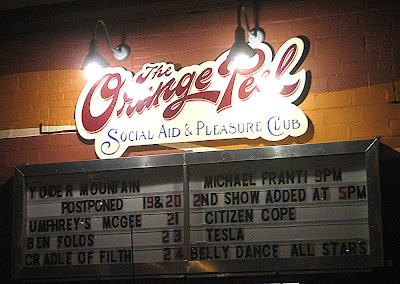 The
Orange Peel
SOCIAL AID & PLEASURE CLUB
YONDER MOUNTAIN
POSTPONED 19&20
UMPHREY'S MCGEE 21
BEN FOLDS 23
CRADLE OF FILTH 24
MICHAEL FRANTI 9PM
2ND SHOW ADDED AT 5PM
CITIZEN COPE
TESLA
BELLY DANCE ALL STARS